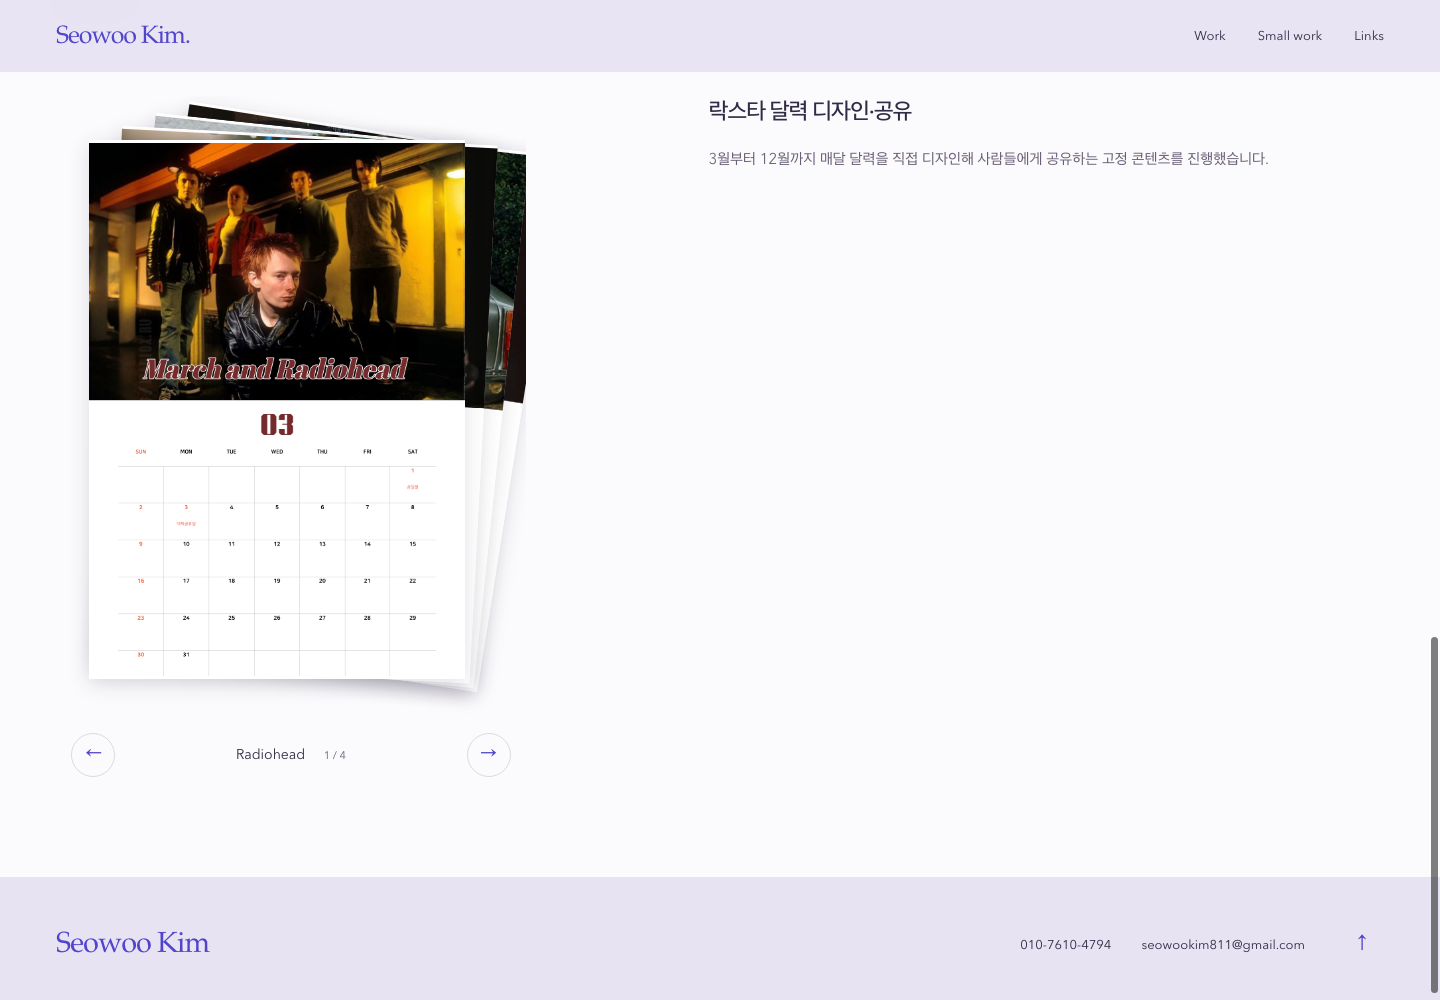 Seowoo Kim.
Work Small work Links
락스타 달력 디자인·공유
3월부터 12월까지 매달 달력을 직접 디자인해 사람들에게 공유하는 고정 콘텐츠를 진행했습니다.
March and Radiohead
03
SUN MON TUE WED THU FRI SAT
1
2 3 4 5 6 7 8
9 10 11 12 13 14 15
16 17 18 19 20 21 22
23 24 25 26 27 28 29
30 31
← Radiohead 1 / 4 →
Seowoo Kim
010-7610-4794 seowookim811@gmail.com ↑